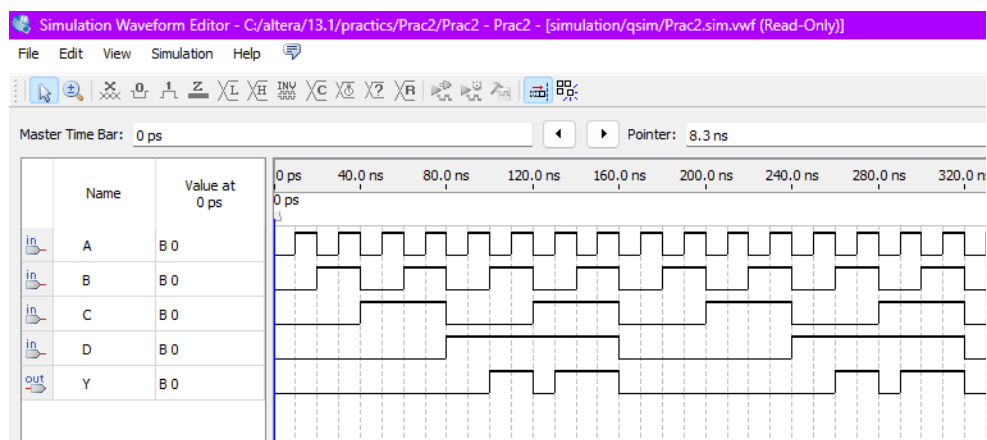 Simulation Waveform Editor - C:/altera/13.1/practics/Prac2/Prac2 - Prac2 - [simulation/qsim/Prac2.sim.vwf (Read-Only)]
File Edit View Simulation Help
Master Time Bar: 0 ps Pointer: 8.3 ns
Name Value at 0 ps
0 ps 40.0 ns 80.0 ns 120.0 ns 160.0 ns 200.0 ns 240.0 ns 280.0 ns 320.0 n
0 ps
in A B 0
in B B 0
in C B 0
in D B 0
out Y B 0